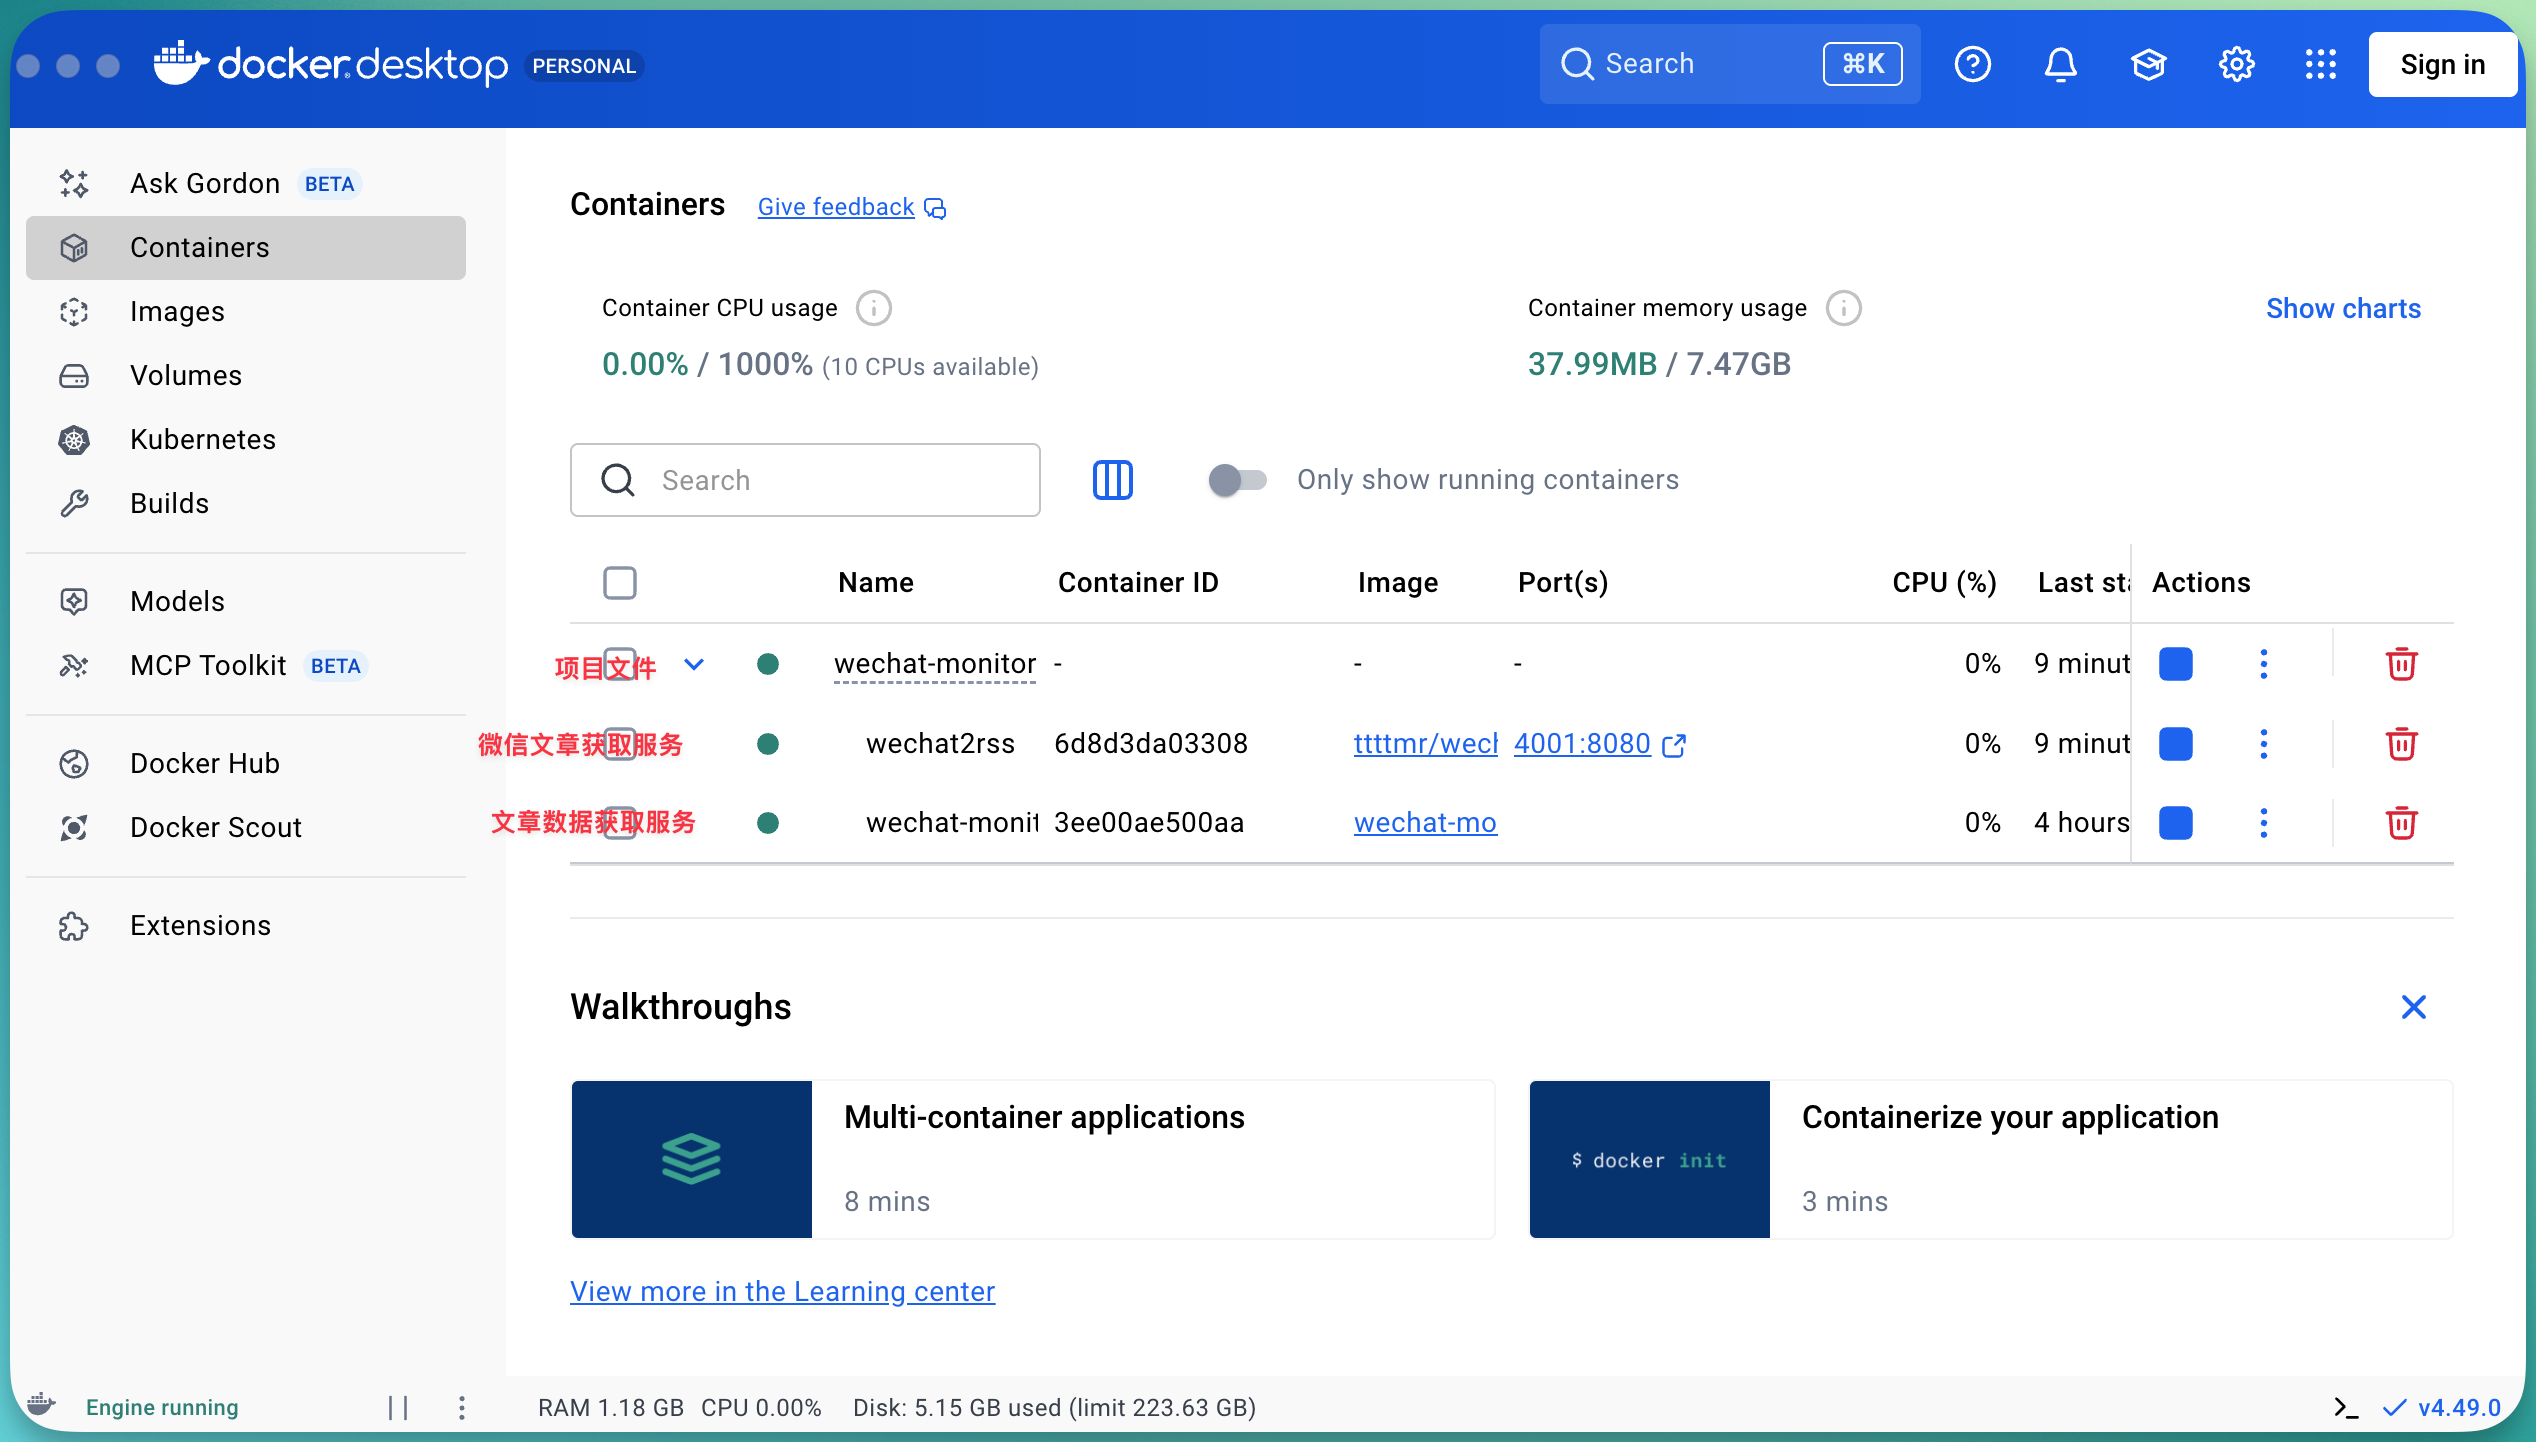 docker desktop PERSONAL
Search ⌘K
Sign in
Ask Gordon BETA
Containers
Images
Volumes
Kubernetes
Builds
Models
MCP Toolkit BETA
Docker Hub
Docker Scout
Extensions
Containers Give feedback
Container CPU usage
0.00% / 1000% (10 CPUs available)
Container memory usage
37.99MB / 7.47GB
Show charts
Search
Only show running containers
Name Container ID Image Port(s) CPU (%) Last sta Actions
项目文件 wechat-monitor - - - 0% 9 minut
微信文章获取服务 wechat2rss 6d8d3da03308 ttttmr/wech 4001:8080 0% 9 minut
文章数据获取服务 wechat-monit 3ee00ae500aa wechat-mo 0% 4 hours
Walkthroughs
Multi-container applications
8 mins
$ docker init
Containerize your application
3 mins
View more in the Learning center
Engine running
RAM 1.18 GB CPU 0.00% Disk: 5.15 GB used (limit 223.63 GB)
v4.49.0